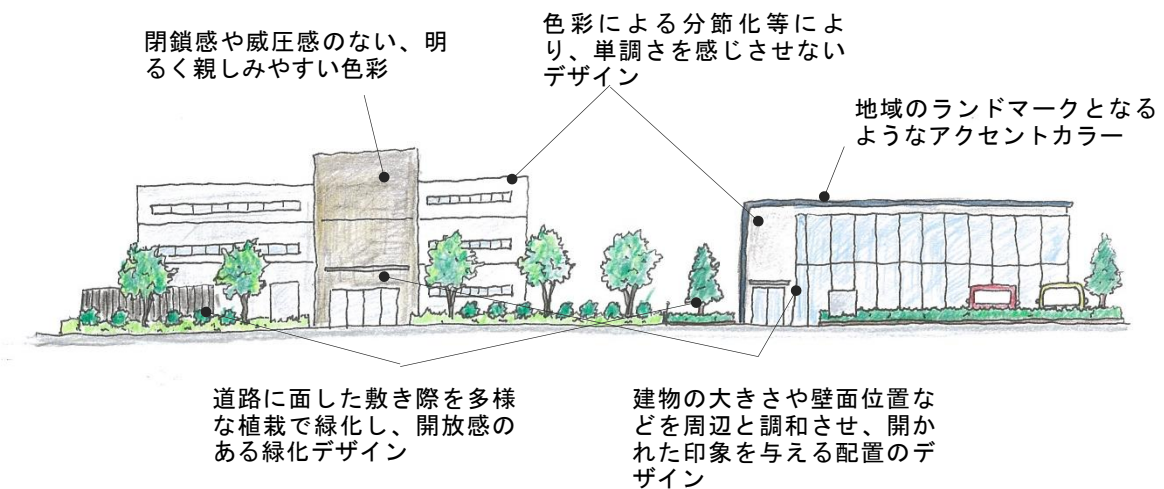 閉鎖感や威圧感のない、明
るく親しみやすい色彩
色彩による分節化等によ
り、単調さを感じさせない
デザイン
地域のランドマークとなる
ようなアクセントカラー
道路に面した敷き際を多様
な植栽で緑化し、開放感の
ある緑化デザイン
建物の大きさや壁面位置な
どを周辺と調和させ、開か
れた印象を与える配置のデ
ザイン